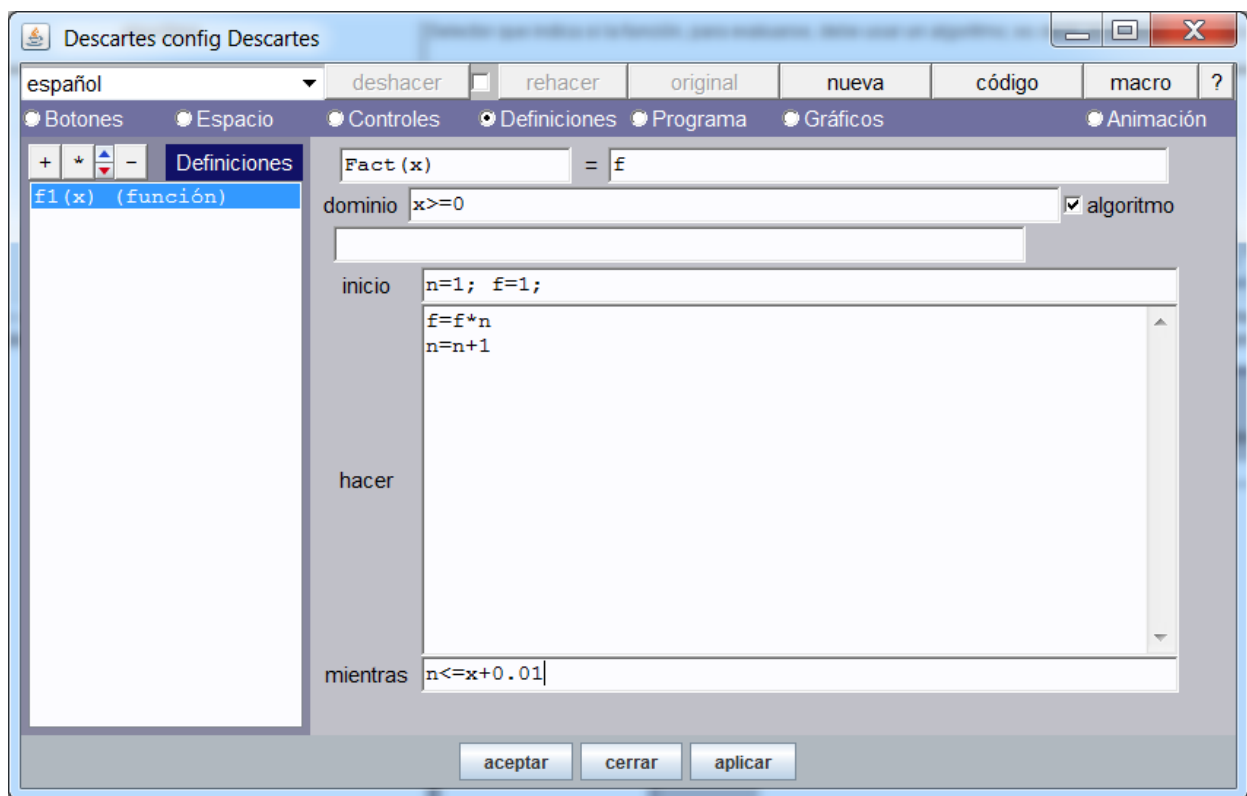 Descartes config Descartes
español deshacer rehacer original nueva código macro ?
Botones Espacio Controles Definiciones Programa Gráficos Animación
+ * - Definiciones Fact(x) = f
f1(x) (función)
dominio x>=0 algoritmo
inicio n=1; f=1;
f=f*n
n=n+1
hacer
mientras n<=x+0.01
aceptar cerrar aplicar